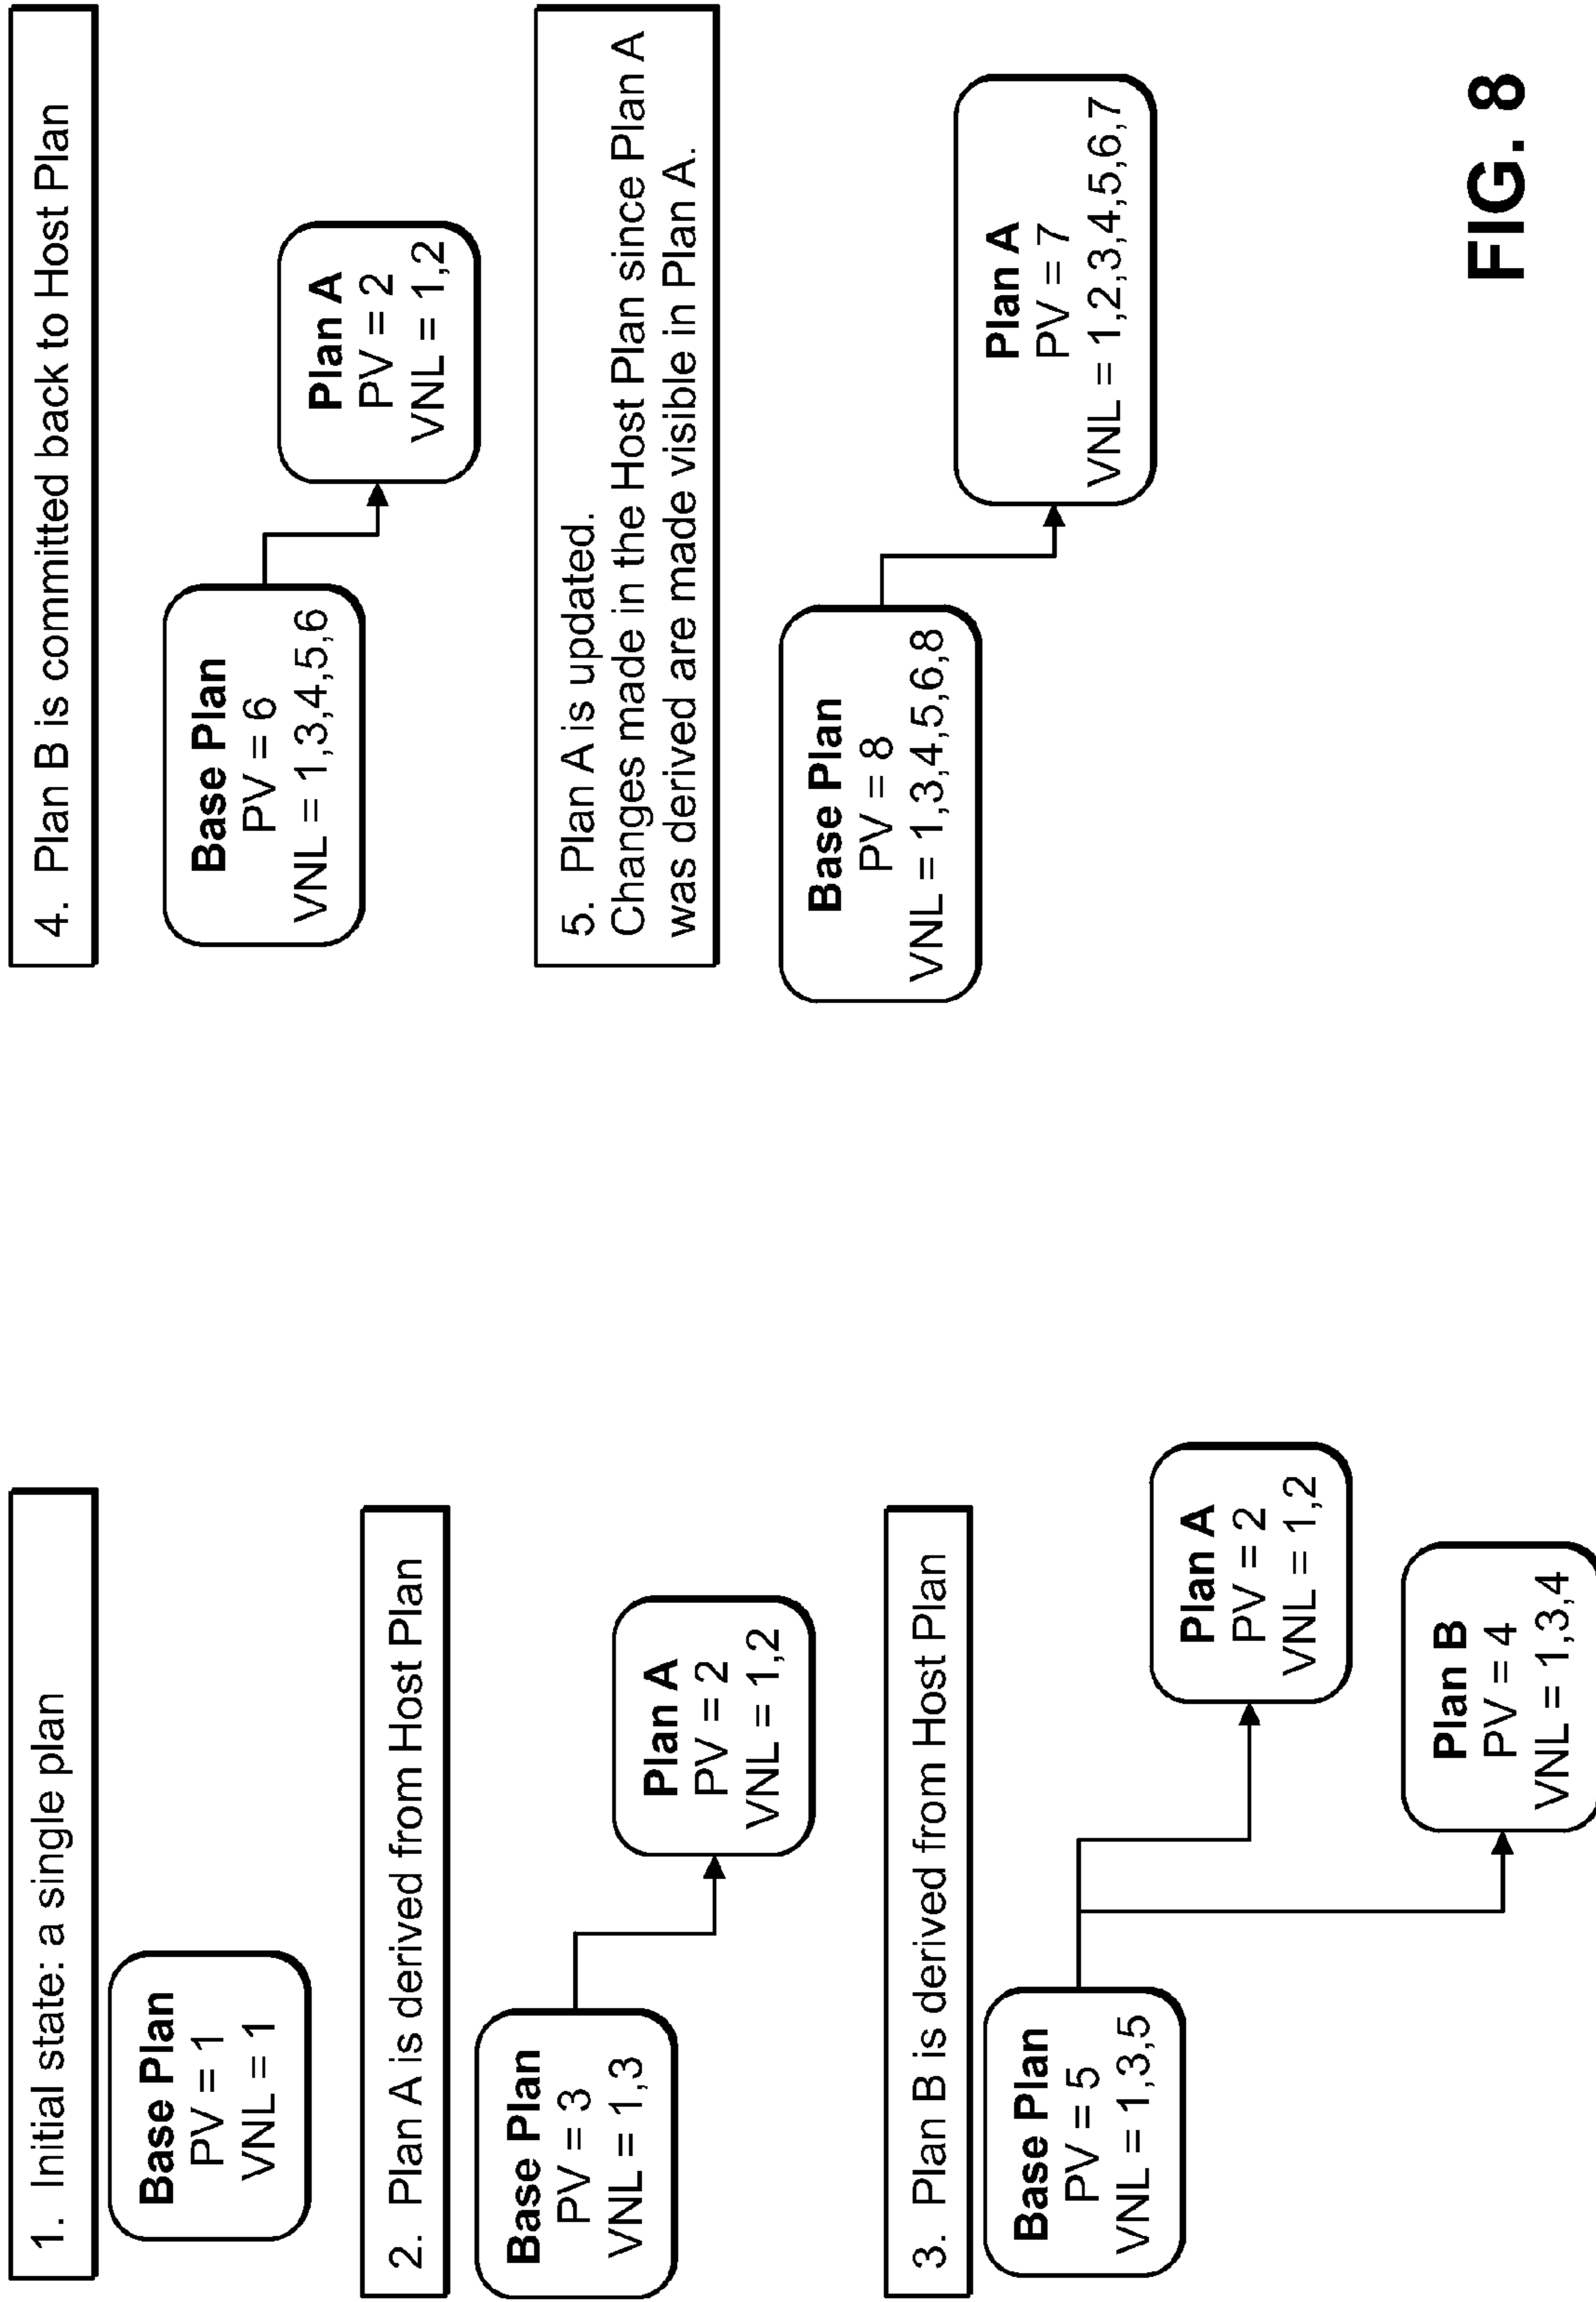 1. Initial state: a single plan
Base Plan
PV = 1
VNL = 1
2. Plan A is derived from Host Plan
Base Plan
PV = 3
VNL = 1,3
Plan A
PV = 2
VNL = 1,2
3. Plan B is derived from Host Plan
Base Plan
PV = 5
VNL = 1,3,5
Plan A
PV = 2
VNL = 1,2
Plan B
PV = 4
VNL = 1,3,4
4. Plan B is committed back to Host Plan
Base Plan
PV = 6
VNL = 1,3,4,5,6
Plan A
PV = 2
VNL = 1,2
5. Plan A is updated.
Changes made in the Host Plan since Plan A
was derived are made visible in Plan A.
Base Plan
PV = 8
VNL = 1,3,4,5,6,8
Plan A
PV = 7
VNL = 1,2,3,4,5,6,7
FIG. 8